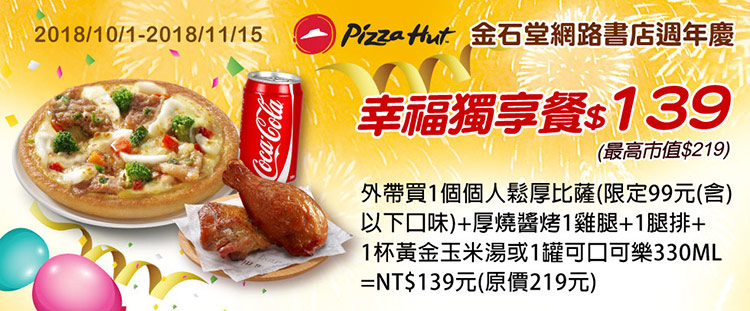 2018/10/1-2018/11/15
Pizza Hut
金石堂網路書店週年慶
幸福獨享餐$139
(最高市值$219)
Coca-Cola
外帶買1個個人鬆厚比薩(限定99元(含)
以下口味)+厚燒醬烤1雞腿+1腿排+
1杯黃金玉米湯或1罐可口可樂330ML
=NT$139元(原價219元)